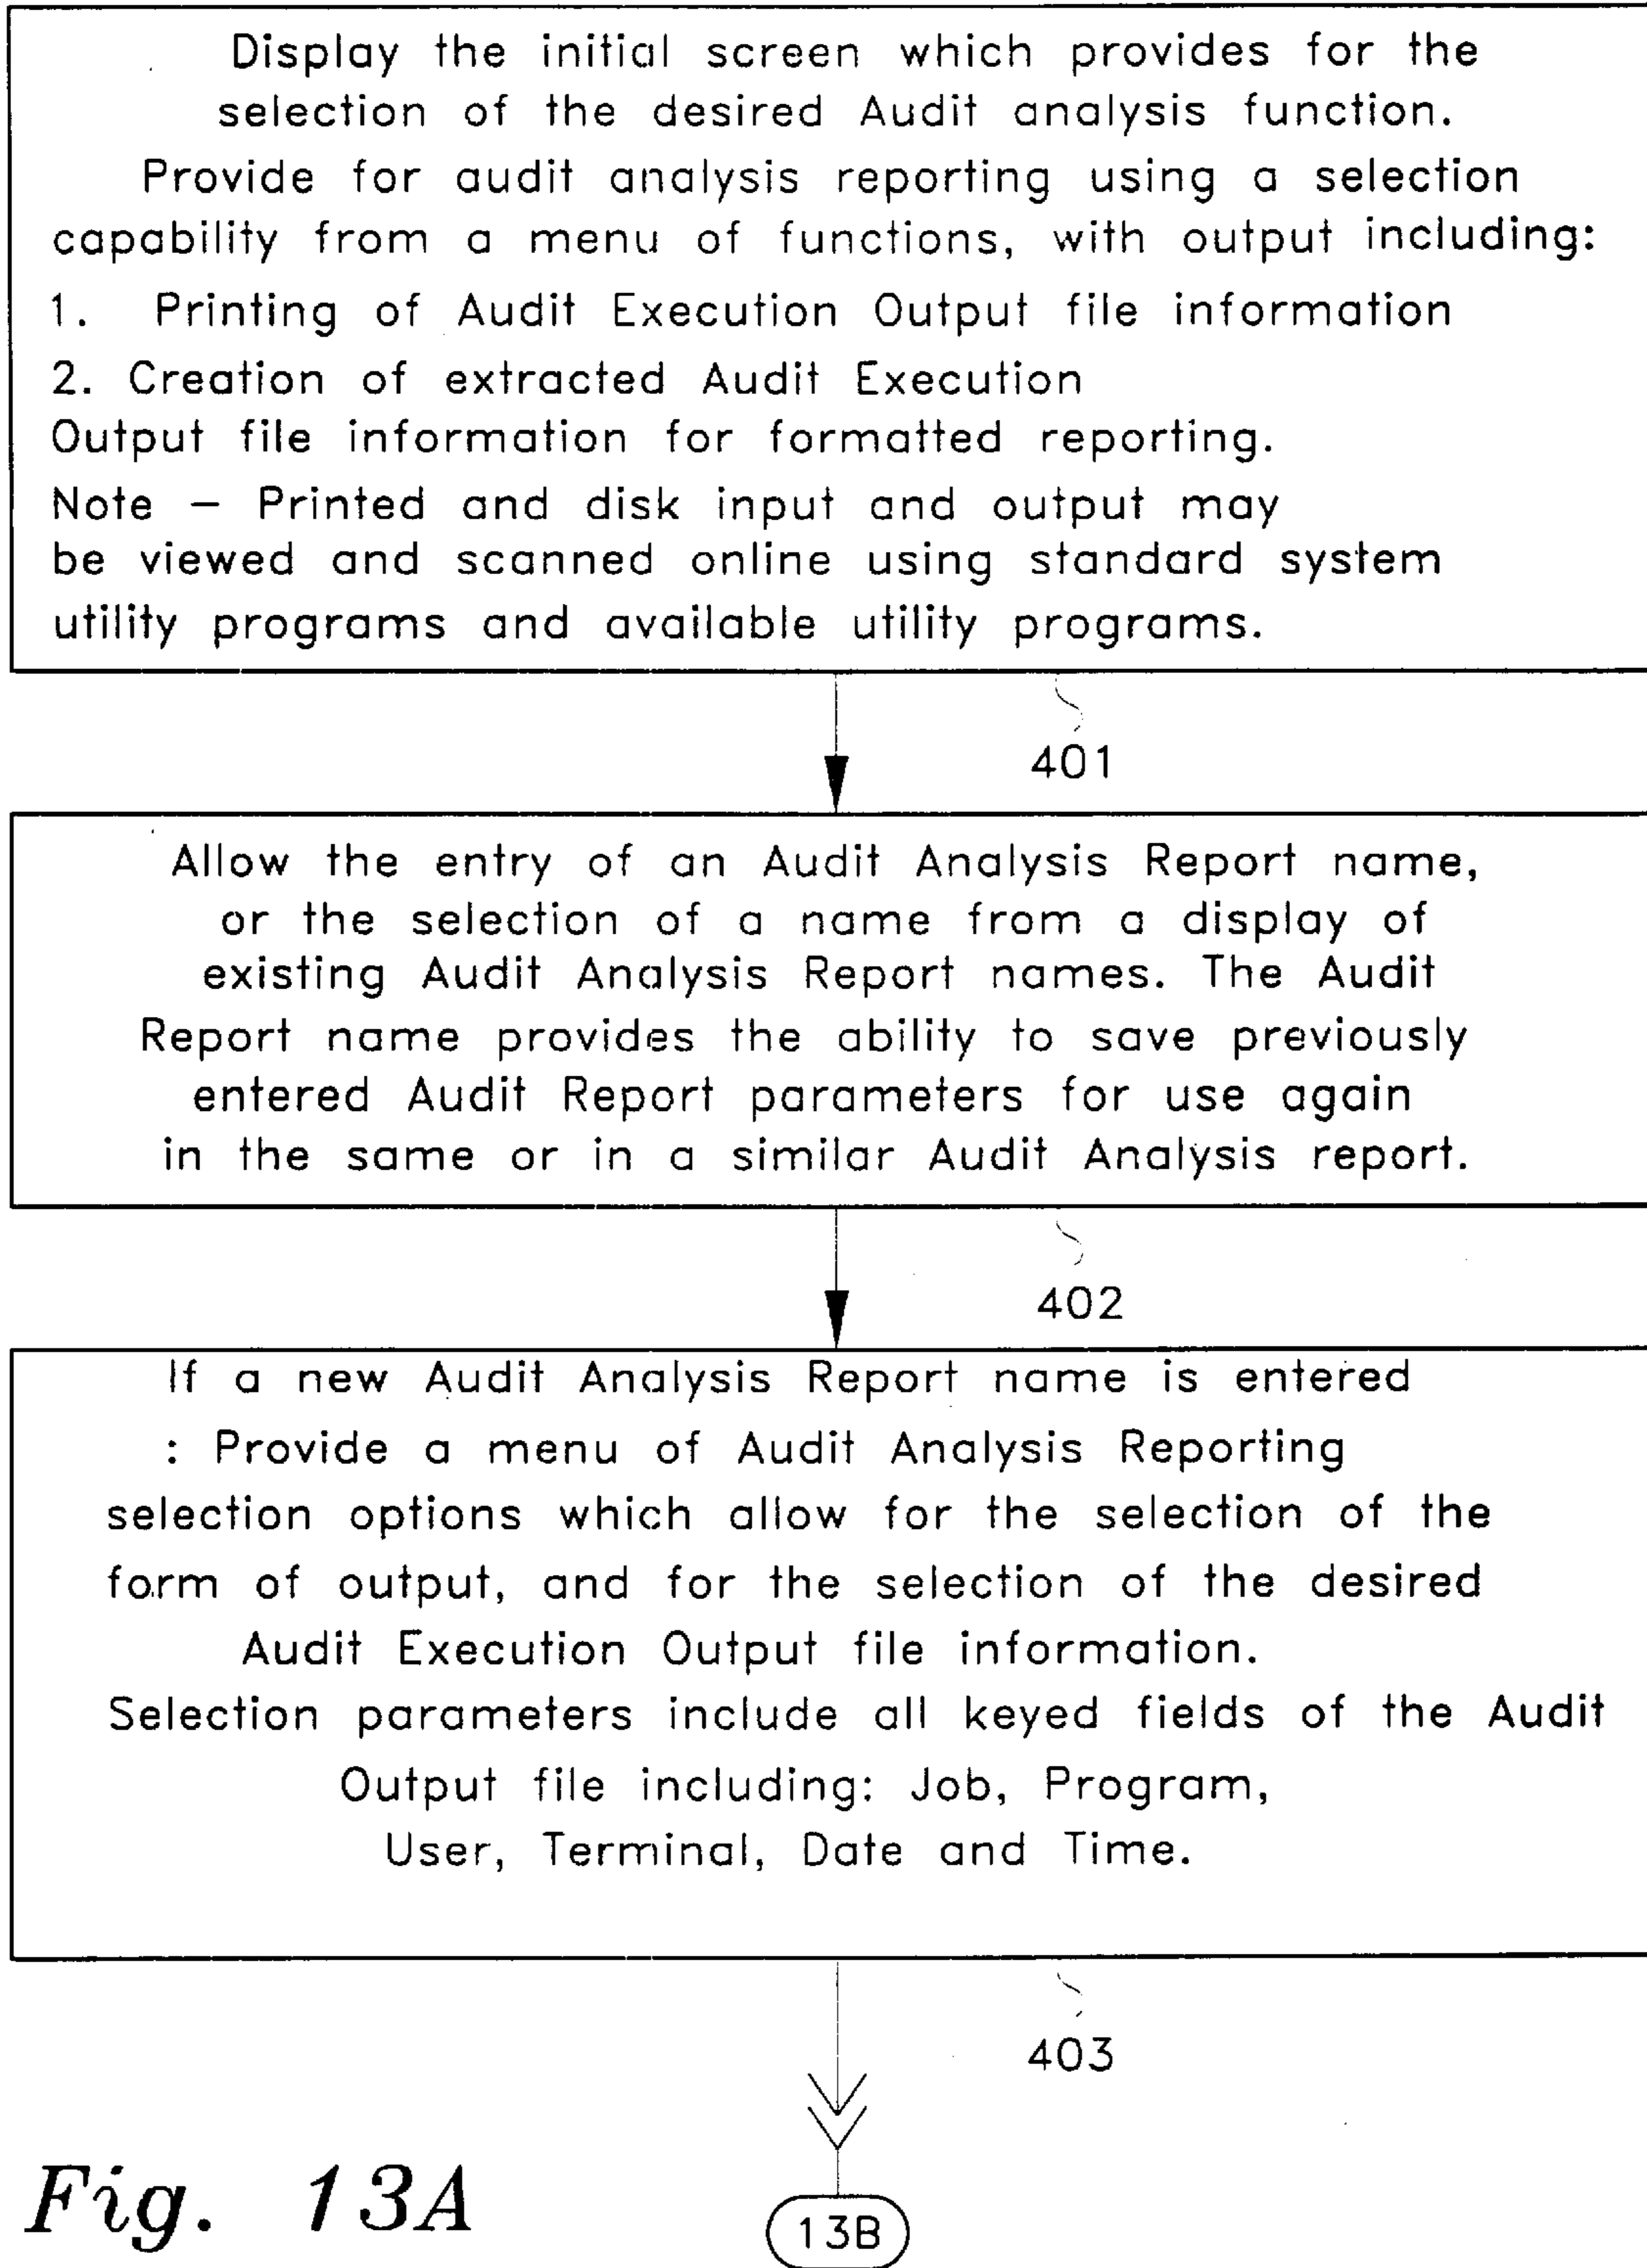 Display the initial screen which provides for the
selection of the desired Audit analysis function.
Provide for audit analysis reporting using a selection
capability from a menu of functions, with output including:
1. Printing of Audit Execution Output file information
2. Creation of extracted Audit Execution
Output file information for formatted reporting.
Note – Printed and disk input and output may
be viewed and scanned online using standard system
utility programs and available utility programs.
401
Allow the entry of an Audit Analysis Report name,
or the selection of a name from a display of
existing Audit Analysis Report names. The Audit
Report name provides the ability to save previously
entered Audit Report parameters for use again
in the same or in a similar Audit Analysis report.
402
If a new Audit Analysis Report name is entered
: Provide a menu of Audit Analysis Reporting
selection options which allow for the selection of the
form of output, and for the selection of the desired
Audit Execution Output file information.
Selection parameters include all keyed fields of the Audit
Output file including: Job, Program,
User, Terminal, Date and Time.
403
Fig. 13A
13B